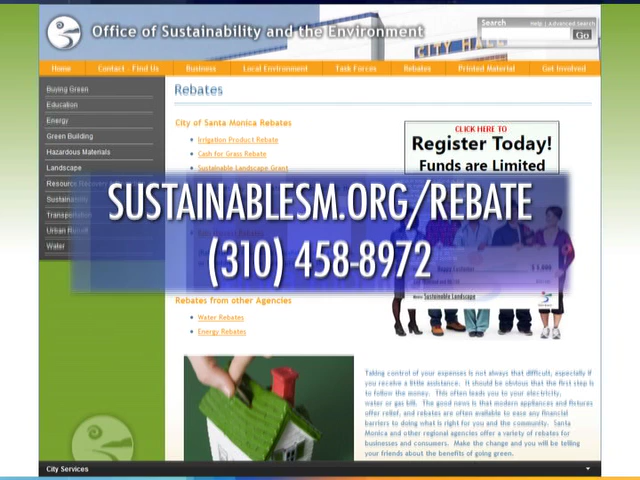 Office of Sustainability and the Environment
Search
Help | Advanced Search
Go
CITY HALL
Home
Contact - Find Us
Business
Local Environment
Task Forces
Rebates
Printed Material
Get Involved
Buying Green
Education
Energy
Green Building
Hazardous Materials
Landscape
Resource
Transportation
Urban
Water
Rebates
City of Santa Monica Rebates
Irrigation Product Rebate
Cash for Grass Rebate
Sustainable Landscape Grant
CLICK HERE TO
Register Today!
Funds are Limited
SUSTAINABLESM.ORG/REBATE
(310) 458-8972
Sustainable Landscape
Rebates from other Agencies
Water Rebates
Energy Rebates
Taking control of your expenses is not always that difficult, especially if
you receive a little assistance. It should be obvious that the first step is
to follow the money. This often leads you to your electricity,
water or gas bill. The good news is that modern appliances and fixtures
offer relief, and rebates are often available to ease any financial
barriers to doing what is right for you and the community. Santa
Monica and other regional agencies offer a variety of rebates for
businesses and consumers. Make the change and you will be telling
your friends about the benefits of going green.
City Services